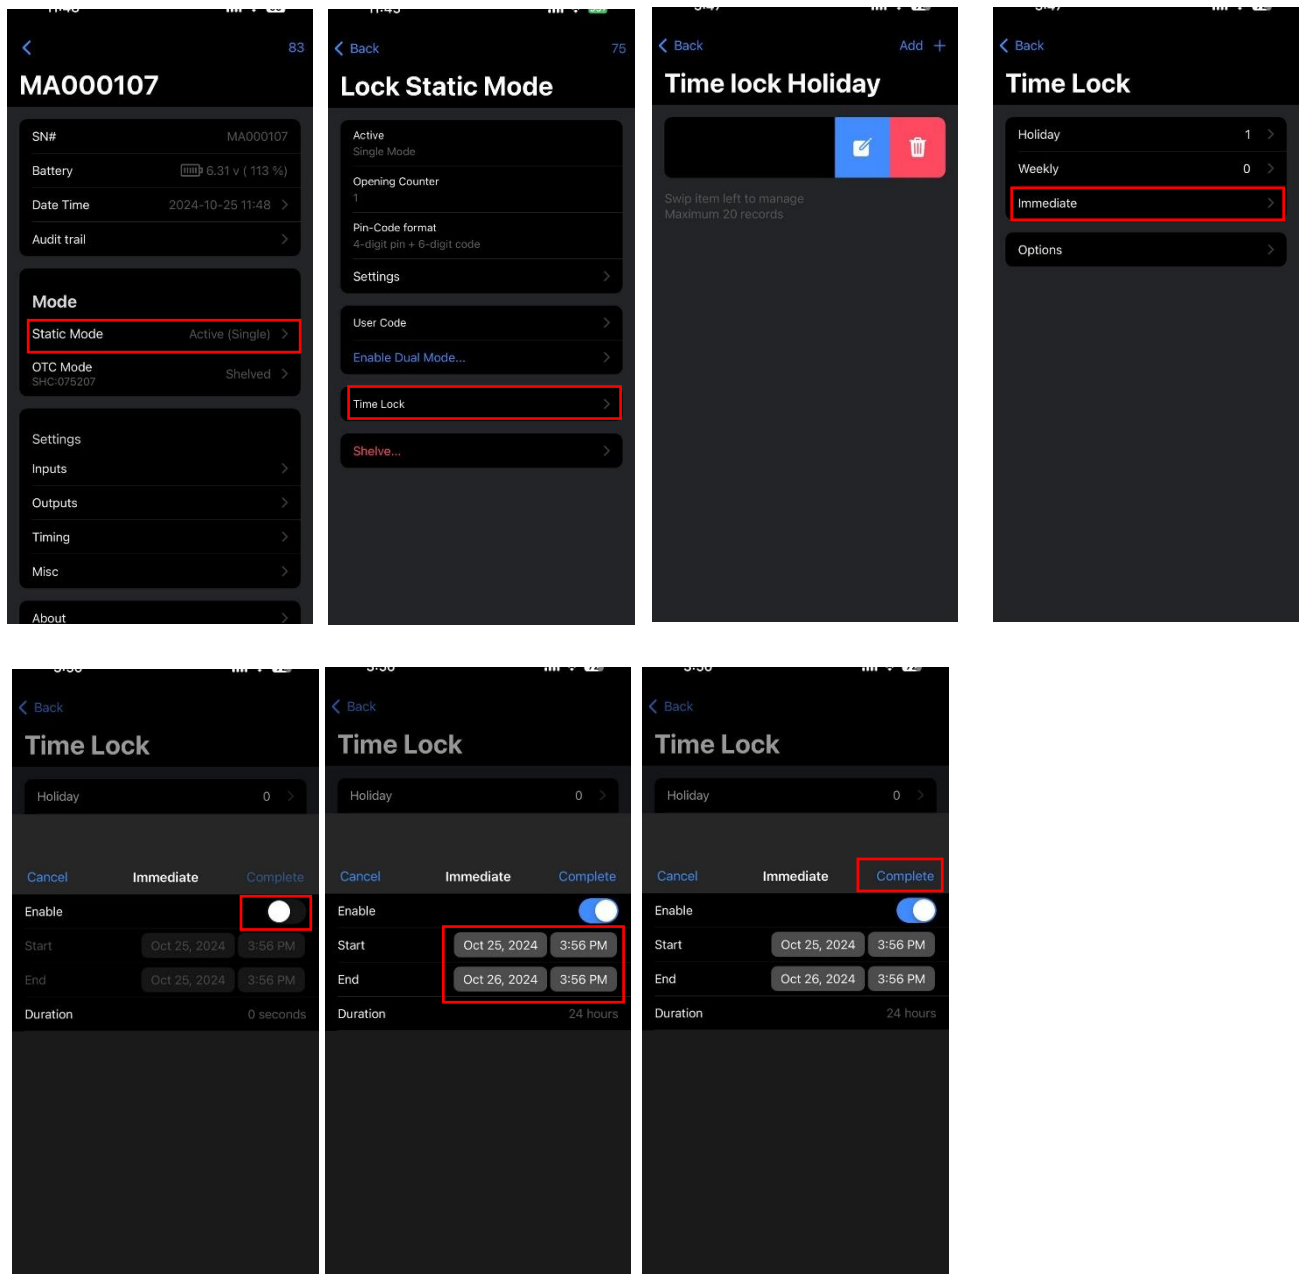 83
MA000107
SN# MA000107
Battery 6.31 v ( 113 %)
Date Time 2024-10-25 11:48
Audit trail
Mode
Static Mode Active (Single)
OTC Mode Shelved
SHC:075207
Settings
Inputs
Outputs
Timing
Misc
About
Back 75
Lock Static Mode
Active
Single Mode
Opening Counter
1
Pin-Code format
4-digit pin + 6-digit code
Settings
User Code
Enable Dual Mode...
Time Lock
Shelve...
Back Add +
Time lock Holiday
Swip item left to manage
Maximum 20 records
Back
Time Lock
Holiday 1
Weekly 0
Immediate
Options
Back
Time Lock
Holiday 0
Cancel Immediate Complete
Enable
Start Oct 25, 2024 3:56 PM
End Oct 25, 2024 3:56 PM
Duration 0 seconds
Back
Time Lock
Holiday 0
Cancel Immediate Complete
Enable
Start Oct 25, 2024 3:56 PM
End Oct 26, 2024 3:56 PM
Duration 24 hours
Back
Time Lock
Holiday 0
Cancel Immediate Complete
Enable
Start Oct 25, 2024 3:56 PM
End Oct 26, 2024 3:56 PM
Duration 24 hours